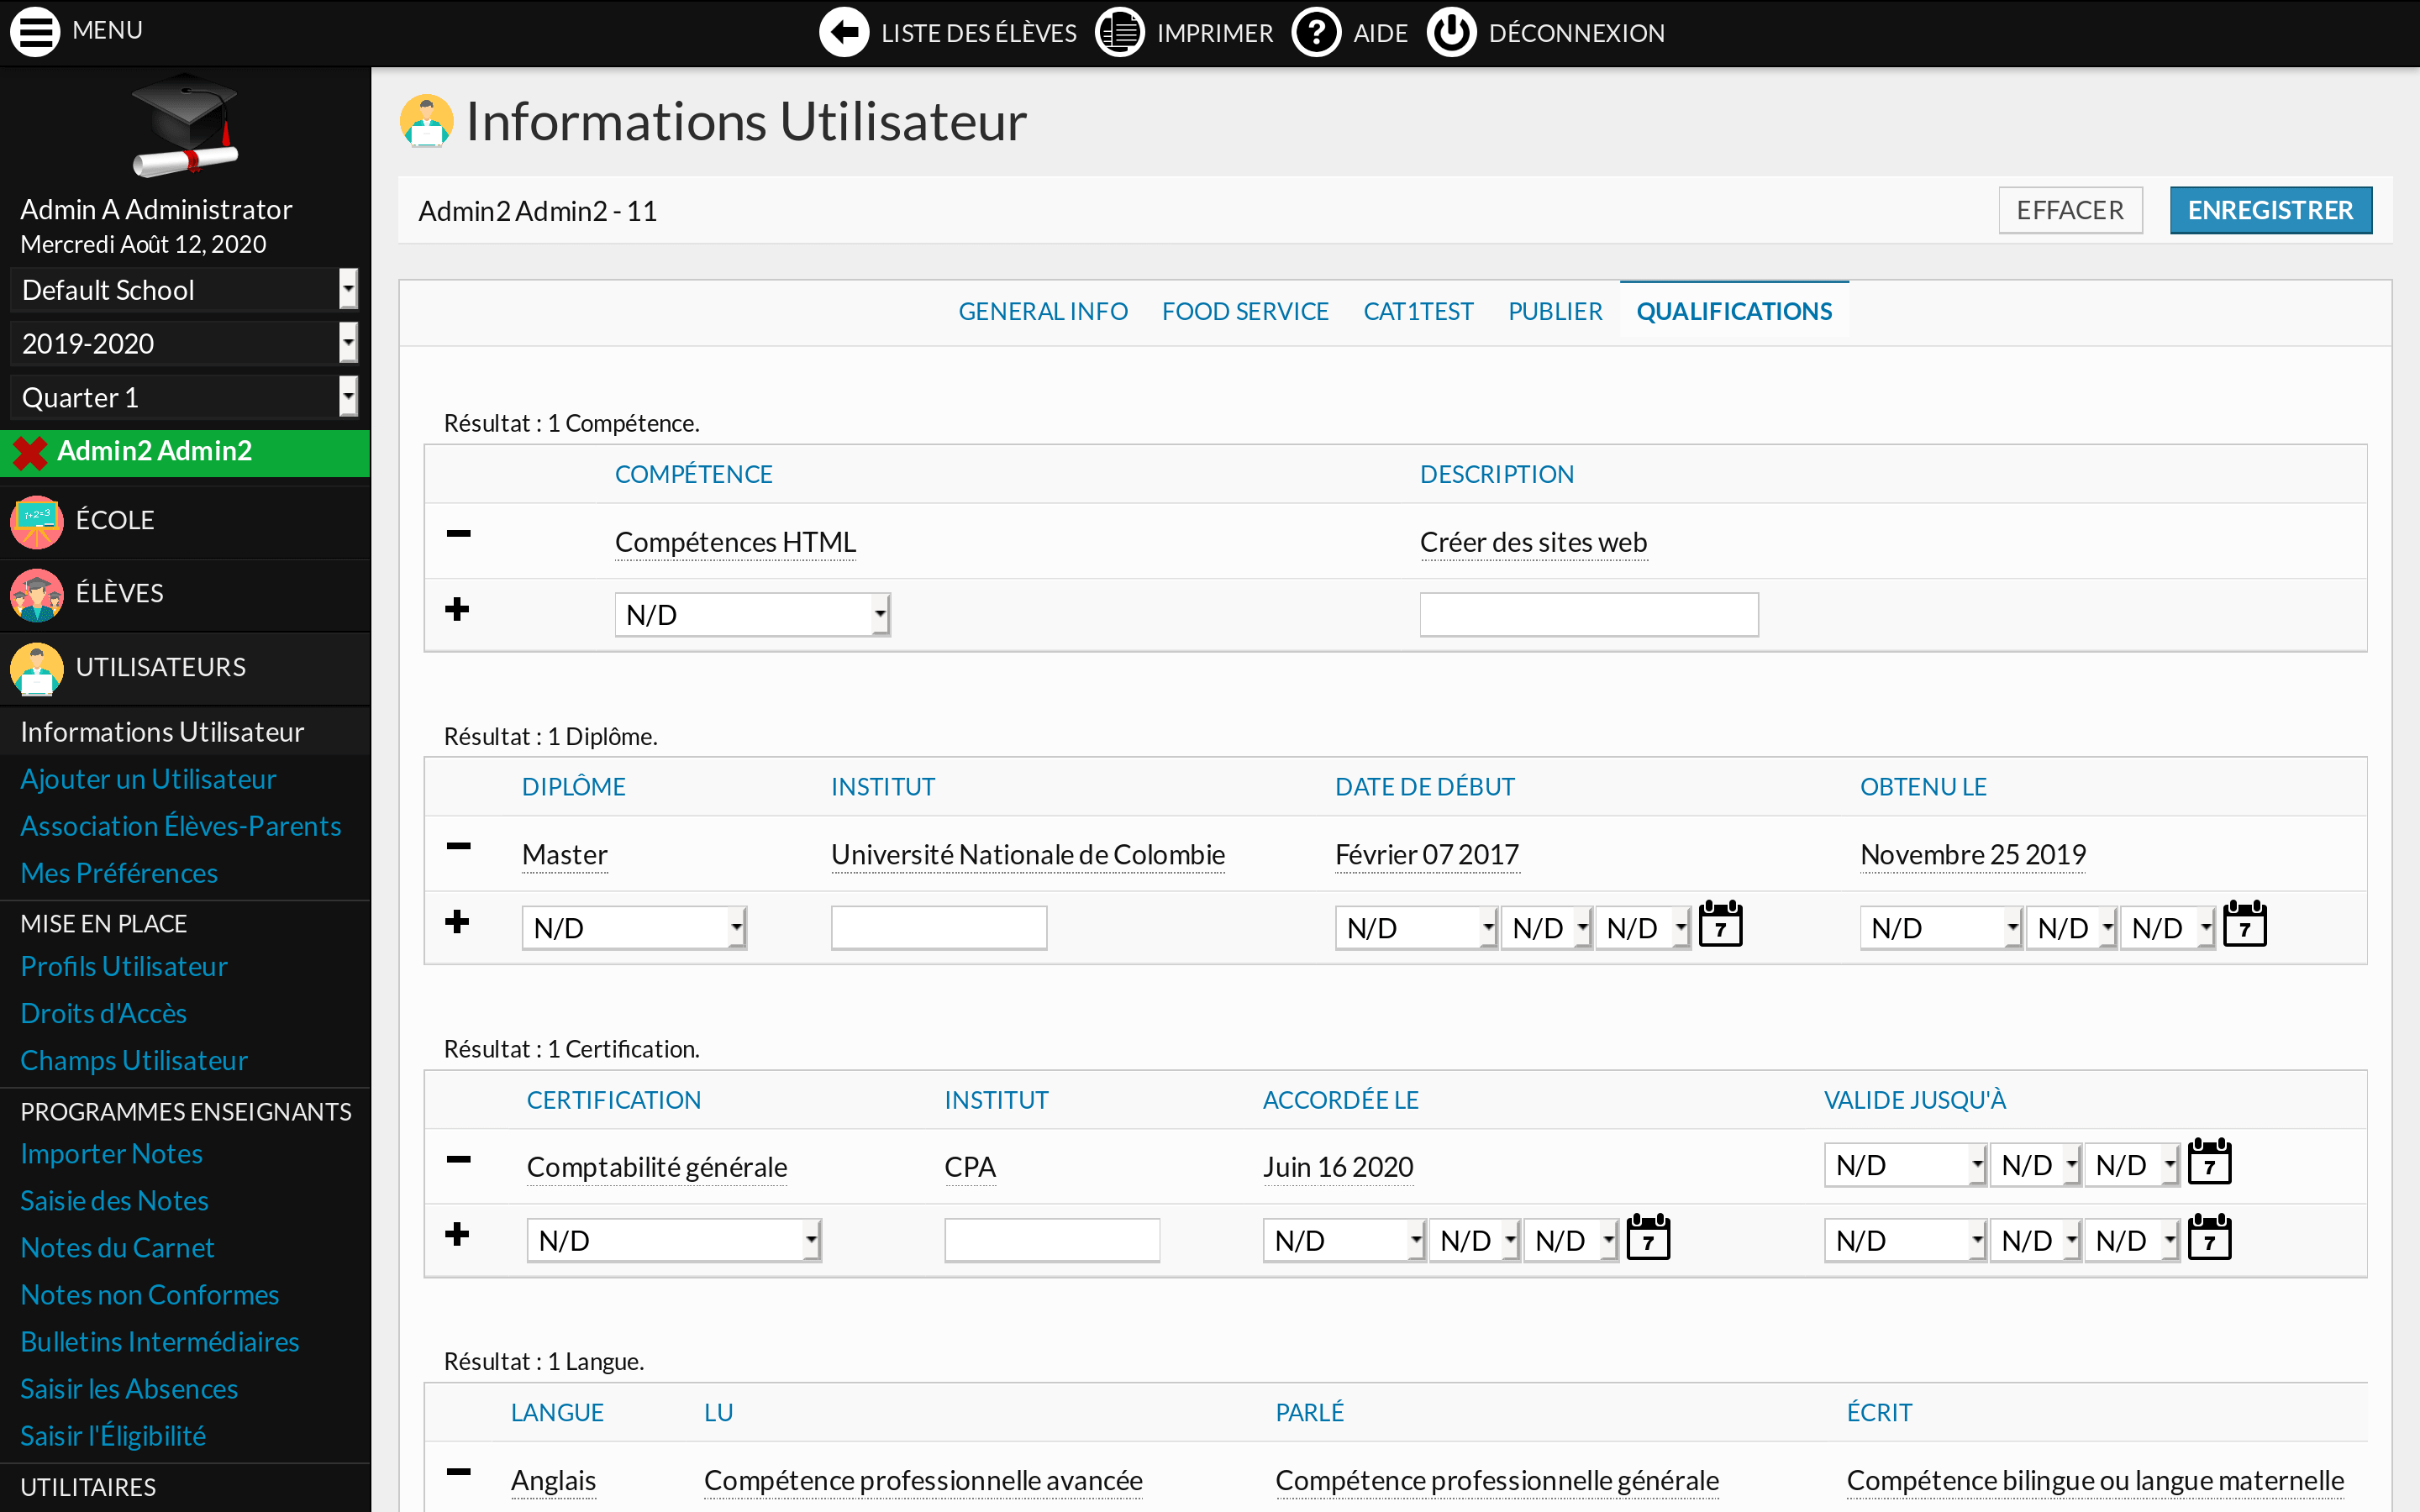 MENU
LISTE DES ÉLÈVES
IMPRIMER
? AIDE
DÉCONNEXION
Admin A Administrator
Mercredi Août 12, 2020
Default School
2019-2020
Quarter 1
Admin2 Admin2
1+2=3 ÉCOLE
ÉLÈVES
UTILISATEURS
Informations Utilisateur
Ajouter un Utilisateur
Association Élèves-Parents
Mes Préférences
MISE EN PLACE
Profils Utilisateur
Droits d'Accès
Champs Utilisateur
PROGRAMMES ENSEIGNANTS
Importer Notes
Saisie des Notes
Notes du Carnet
Notes non Conformes
Bulletins Intermédiaires
Saisir les Absences
Saisir l'Éligibilité
UTILITAIRES
Informations Utilisateur
Admin2 Admin2 - 11
EFFACER
ENREGISTRER
GENERAL INFO FOOD SERVICE CAT1TEST PUBLIER QUALIFICATIONS
Résultat : 1 Compétence.
COMPÉTENCE DESCRIPTION
Compétences HTML Créer des sites web
N/D
Résultat : 1 Diplôme.
DIPLÔME INSTITUT DATE DE DÉBUT OBTENU LE
Master Université Nationale de Colombie Février 07 2017 Novembre 25 2019
N/D N/D N/D N/D 7 N/D N/D N/D 7
Résultat : 1 Certification.
CERTIFICATION INSTITUT ACCORDÉE LE VALIDE JUSQU'À
Comptabilité générale CPA Juin 16 2020 N/D N/D N/D 7
N/D N/D N/D N/D 7 N/D N/D N/D 7
Résultat : 1 Langue.
LANGUE LU PARLÉ ÉCRIT
Anglais Compétence professionnelle avancée Compétence professionnelle générale Compétence bilingue ou langue maternelle